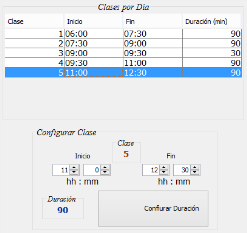 Clases por Dia
Clase Inicio Fin Duración (min)
1 06:00 07:30 90
2 07:30 09:00 90
3 09:00 09:30 30
4 09:30 11:00 90
5 11:00 12:30 90
Configurar Clase
Clase
5
Inicio Fin
11 0 12 30
hh : mm hh : mm
Duración
90
Confiurar Duración